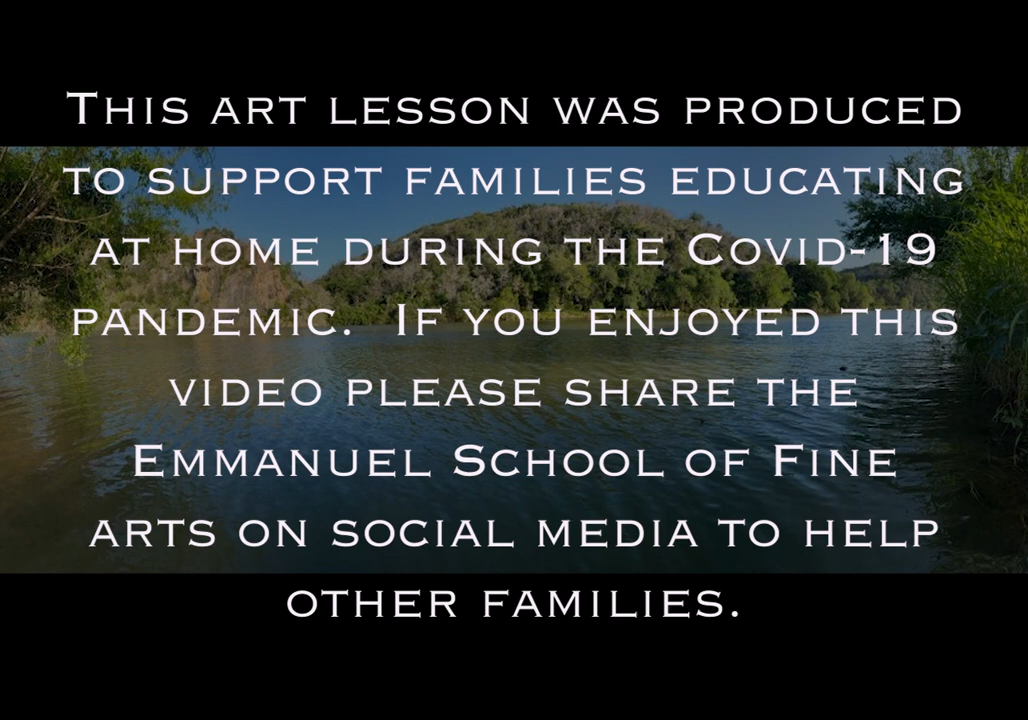 This art lesson was produced
to support families educating
at home during the Covid-19
pandemic.  If you enjoyed this
video please share the
Emmanuel School of Fine
arts on social media to help
other families.